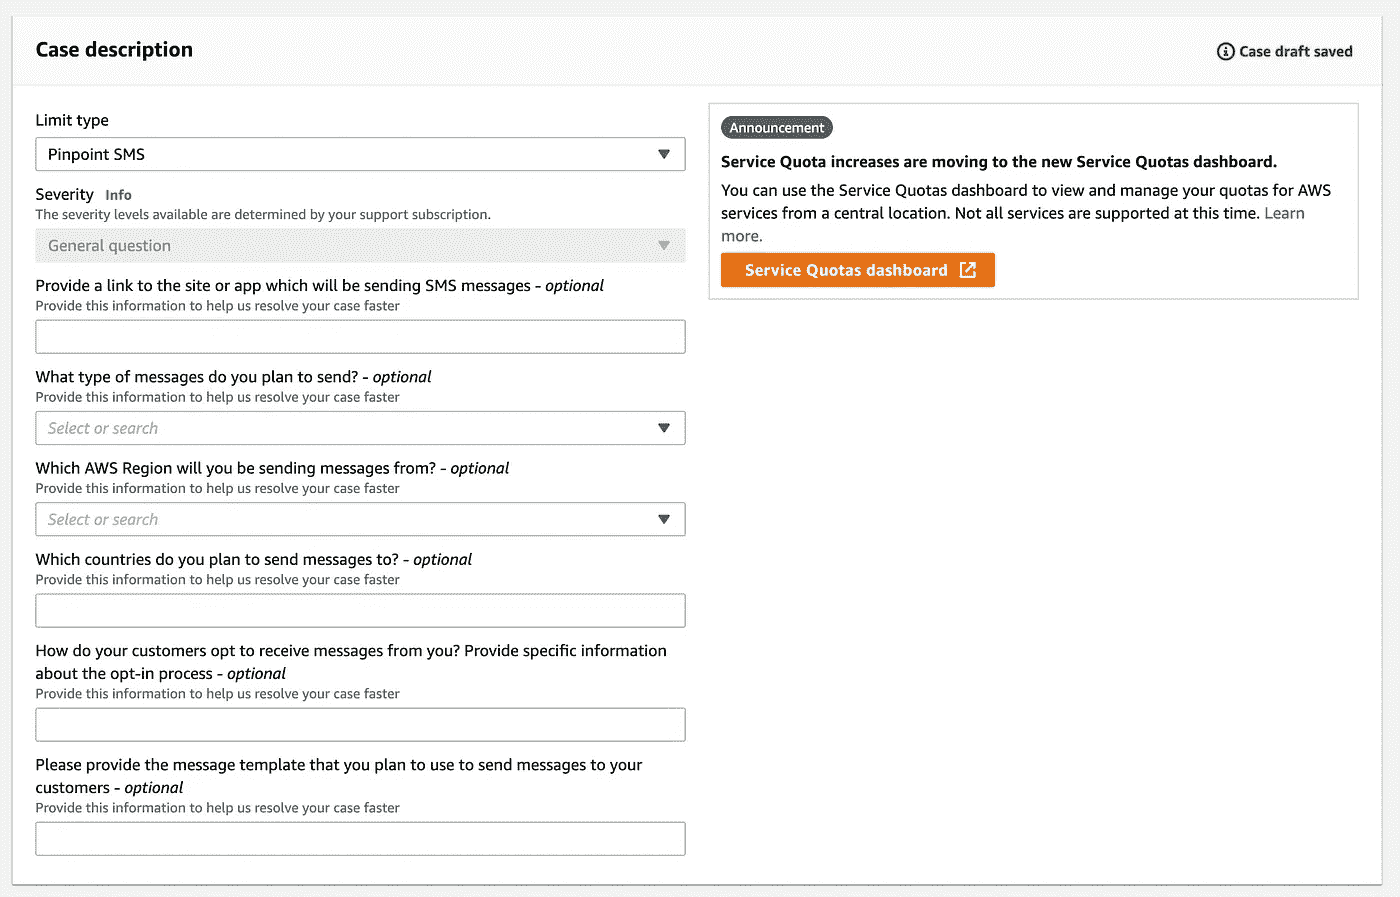 Case description
Case draft saved
Limit type
Pinpoint SMS
Severity Info
The severity levels available are determined by your support subscription.
General question
Provide a link to the site or app which will be sending SMS messages - optional
Provide this information to help us resolve your case faster
What type of messages do you plan to send? - optional
Provide this information to help us resolve your case faster
Select or search
Which AWS Region will you be sending messages from? - optional
Provide this information to help us resolve your case faster
Select or search
Which countries do you plan to send messages to? - optional
Provide this information to help us resolve your case faster
How do your customers opt to receive messages from you? Provide specific information
about the opt-in process - optional
Provide this information to help us resolve your case faster
Please provide the message template that you plan to use to send messages to your
customers - optional
Provide this information to help us resolve your case faster
Announcement
Service Quota increases are moving to the new Service Quotas dashboard.
You can use the Service Quotas dashboard to view and manage your quotas for AWS
services from a central location. Not all services are supported at this time. Learn
more.
Service Quotas dashboard